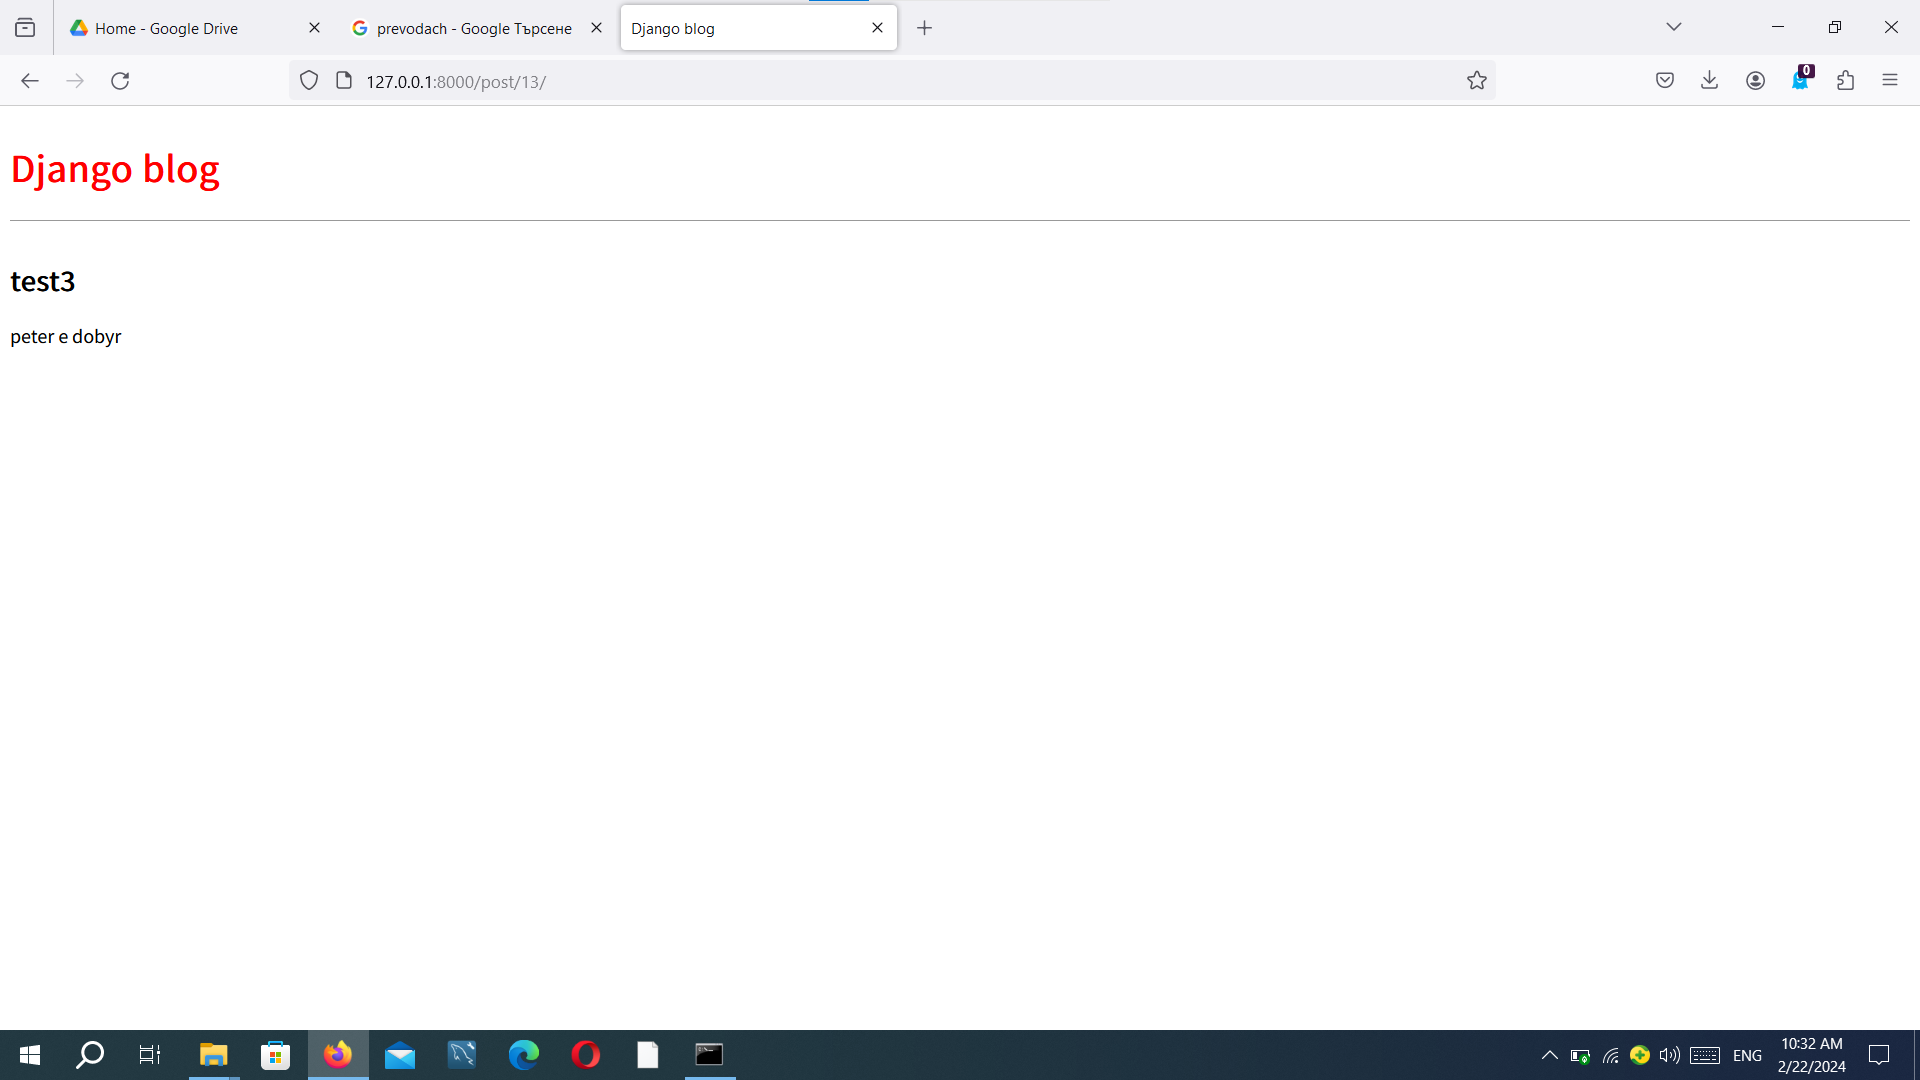 Home - Google Drive
prevodach - Google Търсене
Django blog
127.0.0.1:8000/post/13/
0
Django blog
test3
peter e dobyr
ENG
10:32 AM
2/22/2024